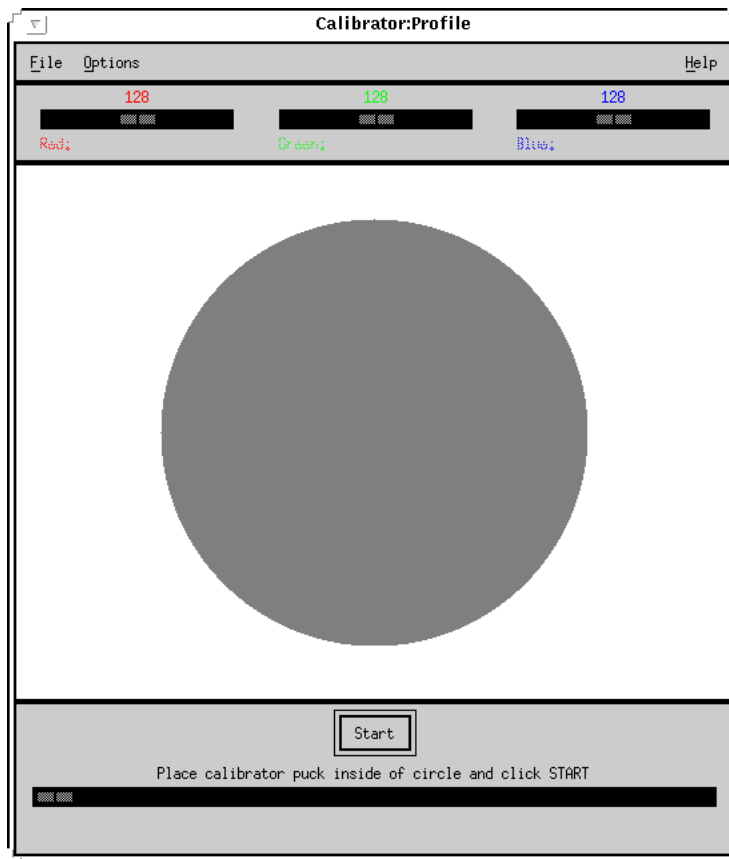 Calibrator:Profile
File Options Help
128 128 128
Red: Green: Blue:
Start
Place calibrator puck inside of circle and click START